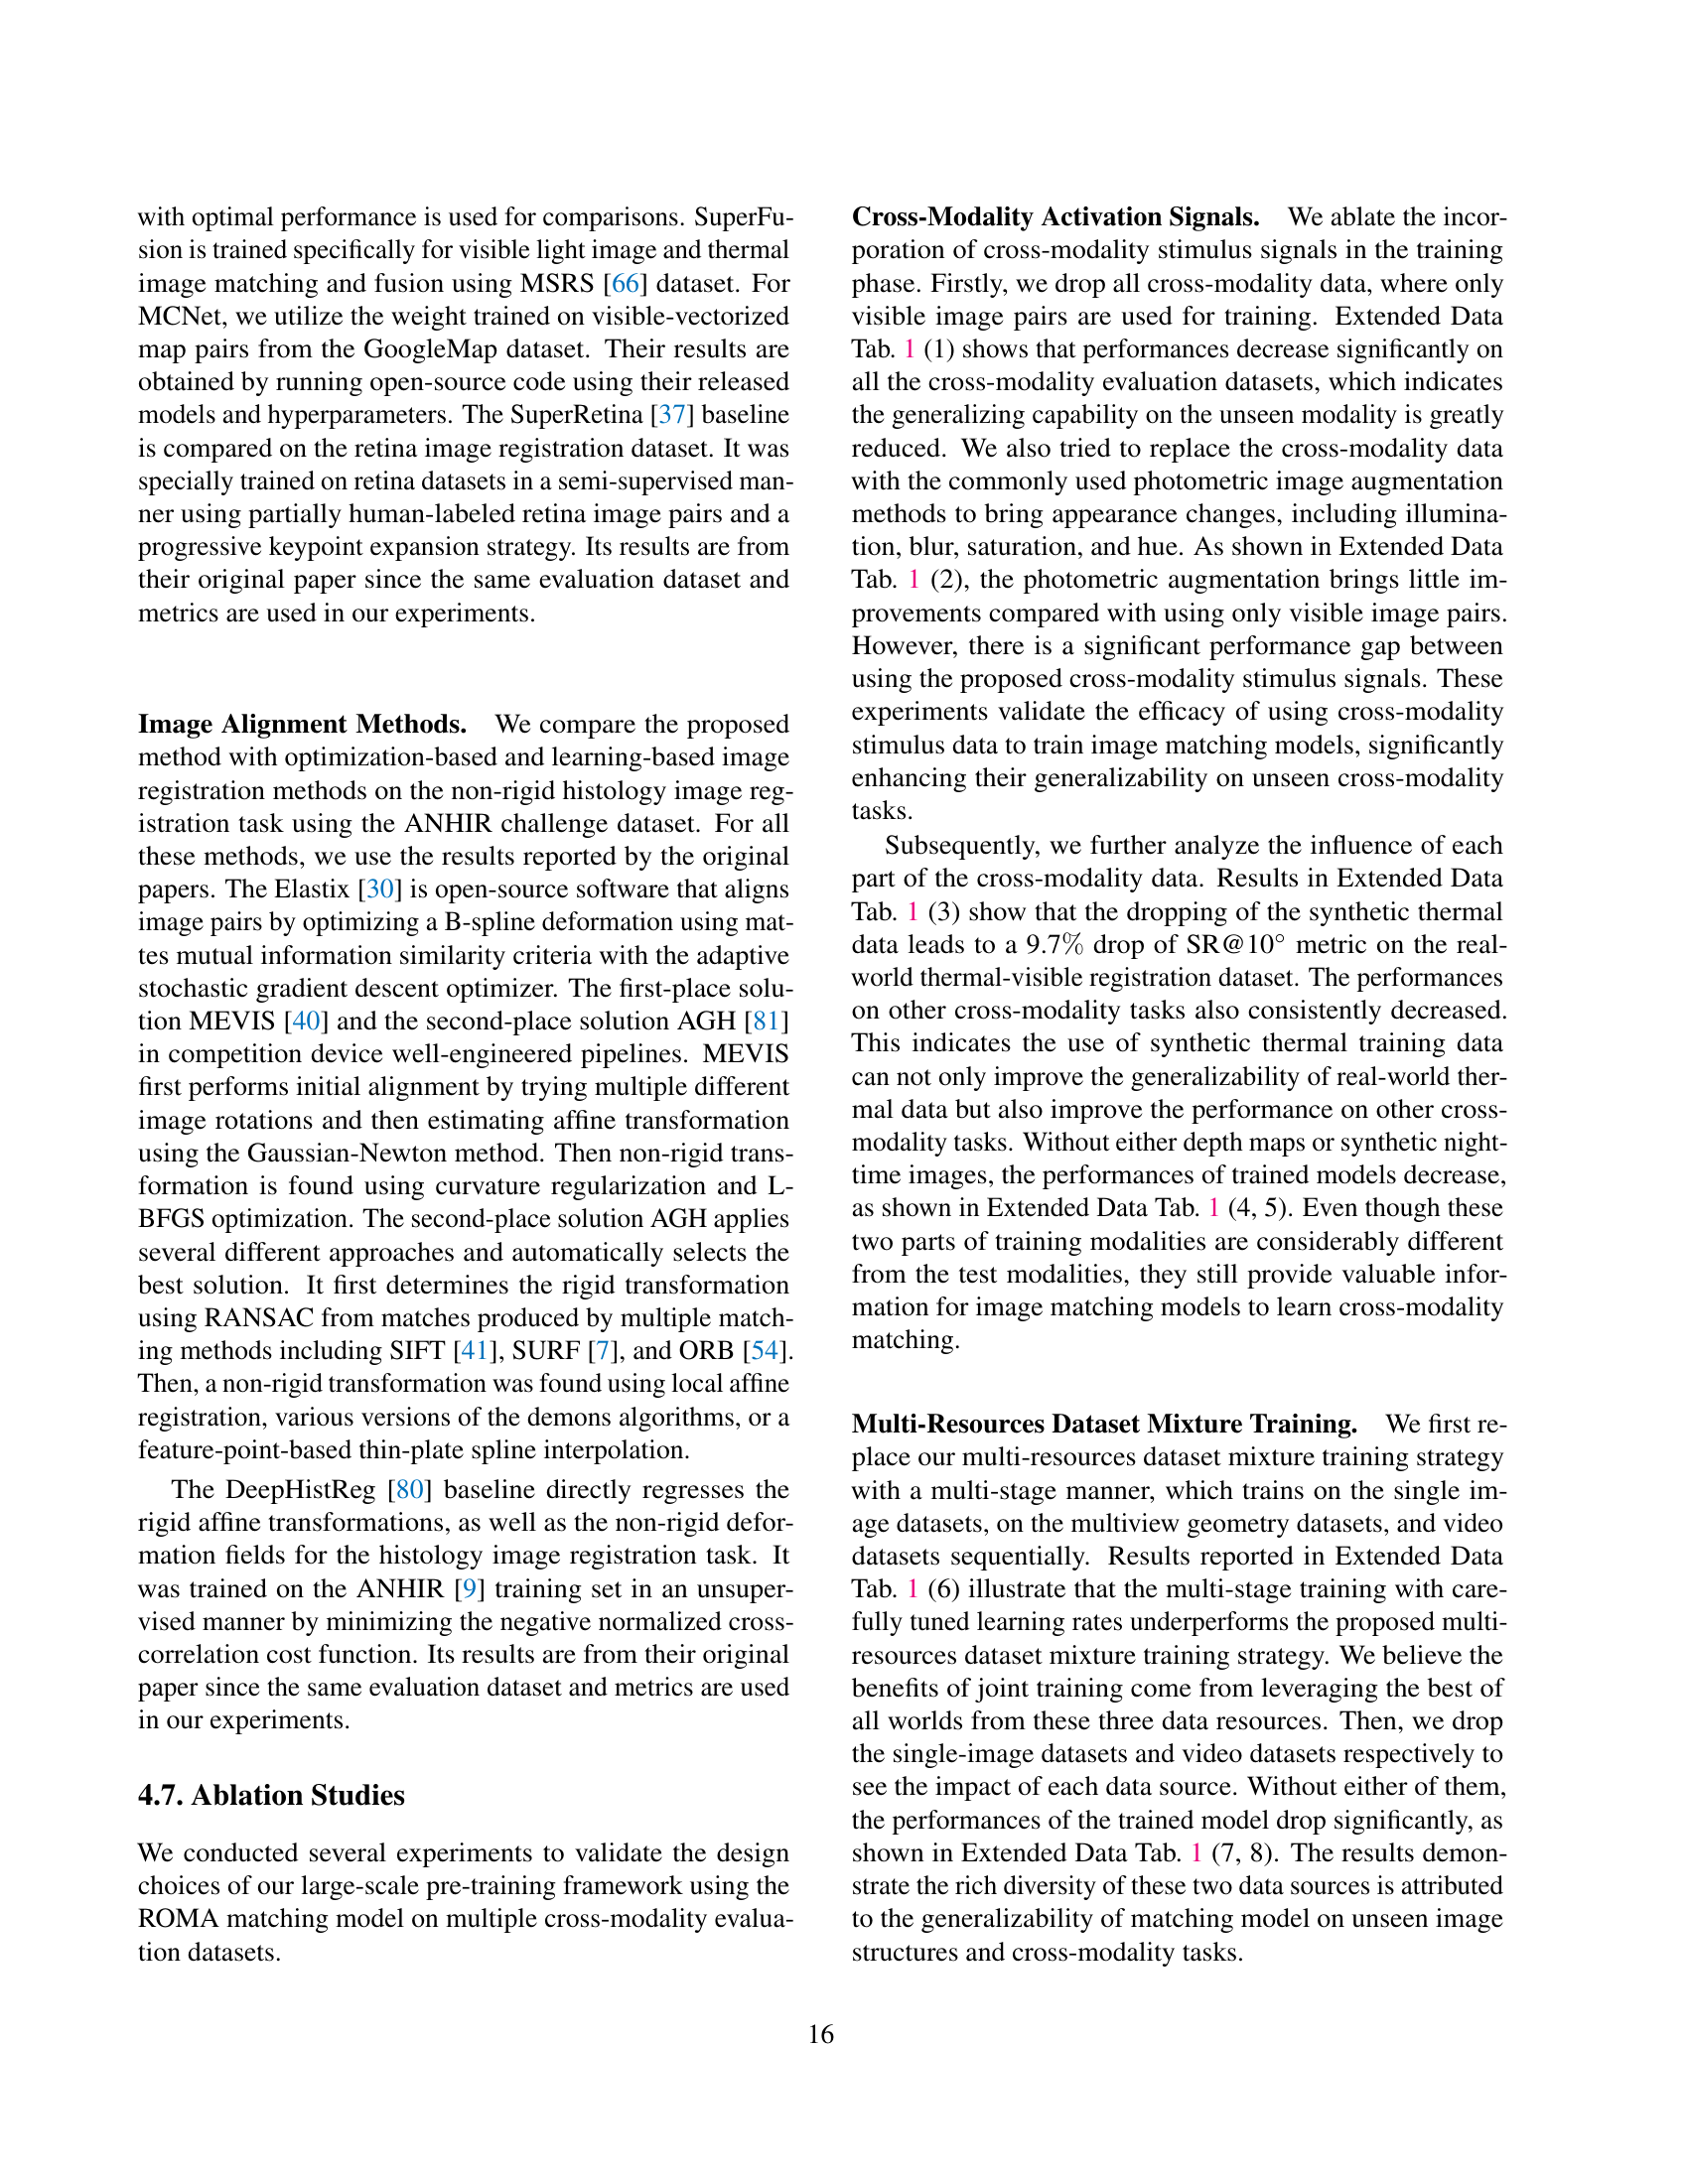 with optimal performance is used for comparisons. SuperFu-
sion is trained specifically for visible light image and thermal
image matching and fusion using MSRS [66] dataset. For
MCNet, we utilize the weight trained on visible-vectorized
map pairs from the GoogleMap dataset. Their results are
obtained by running open-source code using their released
models and hyperparameters. The SuperRetina [37] baseline
is compared on the retina image registration dataset. It was
specially trained on retina datasets in a semi-supervised man-
ner using partially human-labeled retina image pairs and a
progressive keypoint expansion strategy. Its results are from
their original paper since the same evaluation dataset and
metrics are used in our experiments.
Image Alignment Methods. We compare the proposed
method with optimization-based and learning-based image
registration methods on the non-rigid histology image reg-
istration task using the ANHIR challenge dataset. For all
these methods, we use the results reported by the original
papers. The Elastix [30] is open-source software that aligns
image pairs by optimizing a B-spline deformation using mat-
tes mutual information similarity criteria with the adaptive
stochastic gradient descent optimizer. The first-place solu-
tion MEVIS [40] and the second-place solution AGH [81]
in competition device well-engineered pipelines. MEVIS
first performs initial alignment by trying multiple different
image rotations and then estimating affine transformation
using the Gaussian-Newton method. Then non-rigid trans-
formation is found using curvature regularization and L-
BFGS optimization. The second-place solution AGH applies
several different approaches and automatically selects the
best solution. It first determines the rigid transformation
using RANSAC from matches produced by multiple match-
ing methods including SIFT [41], SURF [7], and ORB [54].
Then, a non-rigid transformation was found using local affine
registration, various versions of the demons algorithms, or a
feature-point-based thin-plate spline interpolation.
The DeepHistReg [80] baseline directly regresses the
rigid affine transformations, as well as the non-rigid defor-
mation fields for the histology image registration task. It
was trained on the ANHIR [9] training set in an unsuper-
vised manner by minimizing the negative normalized cross-
correlation cost function. Its results are from their original
paper since the same evaluation dataset and metrics are used
in our experiments.
4.7. Ablation Studies
We conducted several experiments to validate the design
choices of our large-scale pre-training framework using the
ROMA matching model on multiple cross-modality evalua-
tion datasets.
Cross-Modality Activation Signals. We ablate the incor-
poration of cross-modality stimulus signals in the training
phase. Firstly, we drop all cross-modality data, where only
visible image pairs are used for training. Extended Data
Tab. 1 (1) shows that performances decrease significantly on
all the cross-modality evaluation datasets, which indicates
the generalizing capability on the unseen modality is greatly
reduced. We also tried to replace the cross-modality data
with the commonly used photometric image augmentation
methods to bring appearance changes, including illumina-
tion, blur, saturation, and hue. As shown in Extended Data
Tab. 1 (2), the photometric augmentation brings little im-
provements compared with using only visible image pairs.
However, there is a significant performance gap between
using the proposed cross-modality stimulus signals. These
experiments validate the efficacy of using cross-modality
stimulus data to train image matching models, significantly
enhancing their generalizability on unseen cross-modality
tasks.
Subsequently, we further analyze the influence of each
part of the cross-modality data. Results in Extended Data
Tab. 1 (3) show that the dropping of the synthetic thermal
data leads to a 9.7% drop of SR@10° metric on the real-
world thermal-visible registration dataset. The performances
on other cross-modality tasks also consistently decreased.
This indicates the use of synthetic thermal training data
can not only improve the generalizability of real-world ther-
mal data but also improve the performance on other cross-
modality tasks. Without either depth maps or synthetic night-
time images, the performances of trained models decrease,
as shown in Extended Data Tab. 1 (4, 5). Even though these
two parts of training modalities are considerably different
from the test modalities, they still provide valuable infor-
mation for image matching models to learn cross-modality
matching.
Multi-Resources Dataset Mixture Training. We first re-
place our multi-resources dataset mixture training strategy
with a multi-stage manner, which trains on the single im-
age datasets, on the multiview geometry datasets, and video
datasets sequentially. Results reported in Extended Data
Tab. 1 (6) illustrate that the multi-stage training with care-
fully tuned learning rates underperforms the proposed multi-
resources dataset mixture training strategy. We believe the
benefits of joint training come from leveraging the best of
all worlds from these three data resources. Then, we drop
the single-image datasets and video datasets respectively to
see the impact of each data source. Without either of them,
the performances of the trained model drop significantly, as
shown in Extended Data Tab. 1 (7, 8). The results demon-
strate the rich diversity of these two data sources is attributed
to the generalizability of matching model on unseen image
structures and cross-modality tasks.
16